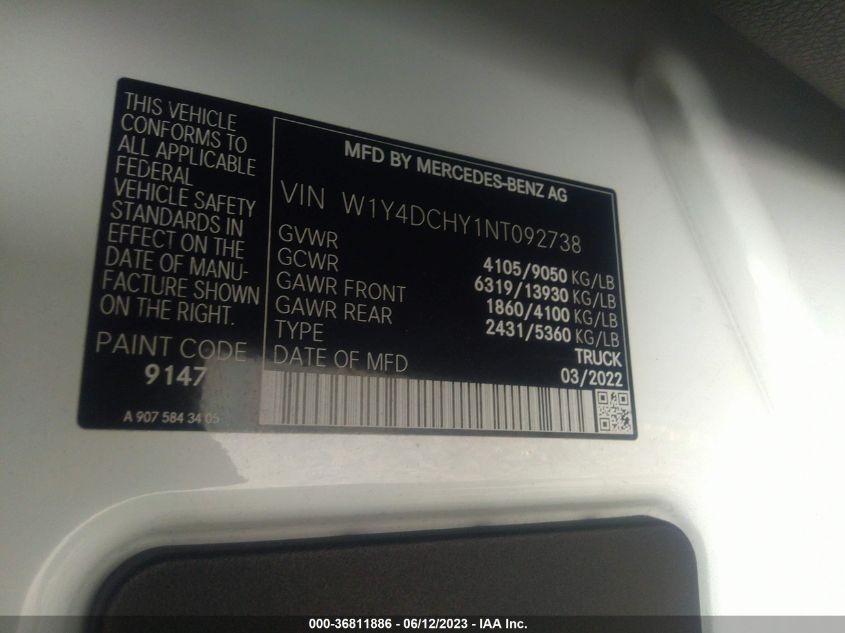 THIS VEHICLE
CONFORMS TO
ALL APPLICABLE
FEDERAL
VEHICLE SAFETY
STANDARDS IN
EFFECT ON THE
DATE OF MANU-
FACTURE SHOWN
ON THE RIGHT.
PAINT CODE
9147
A 907 584 34 05
MFD BY MERCEDES-BENZ AG
VIN W1Y4DCHY1NT092738
GVWR 4105/9050 KG/LB
GCWR 6319/13930 KG/LB
GAWR FRONT 1860/4100 KG/LB
GAWR REAR 2431/5360 KG/LB
TYPE TRUCK
DATE OF MFD 03/2022
000-36811886 - 06/12/2023 - IAA Inc.